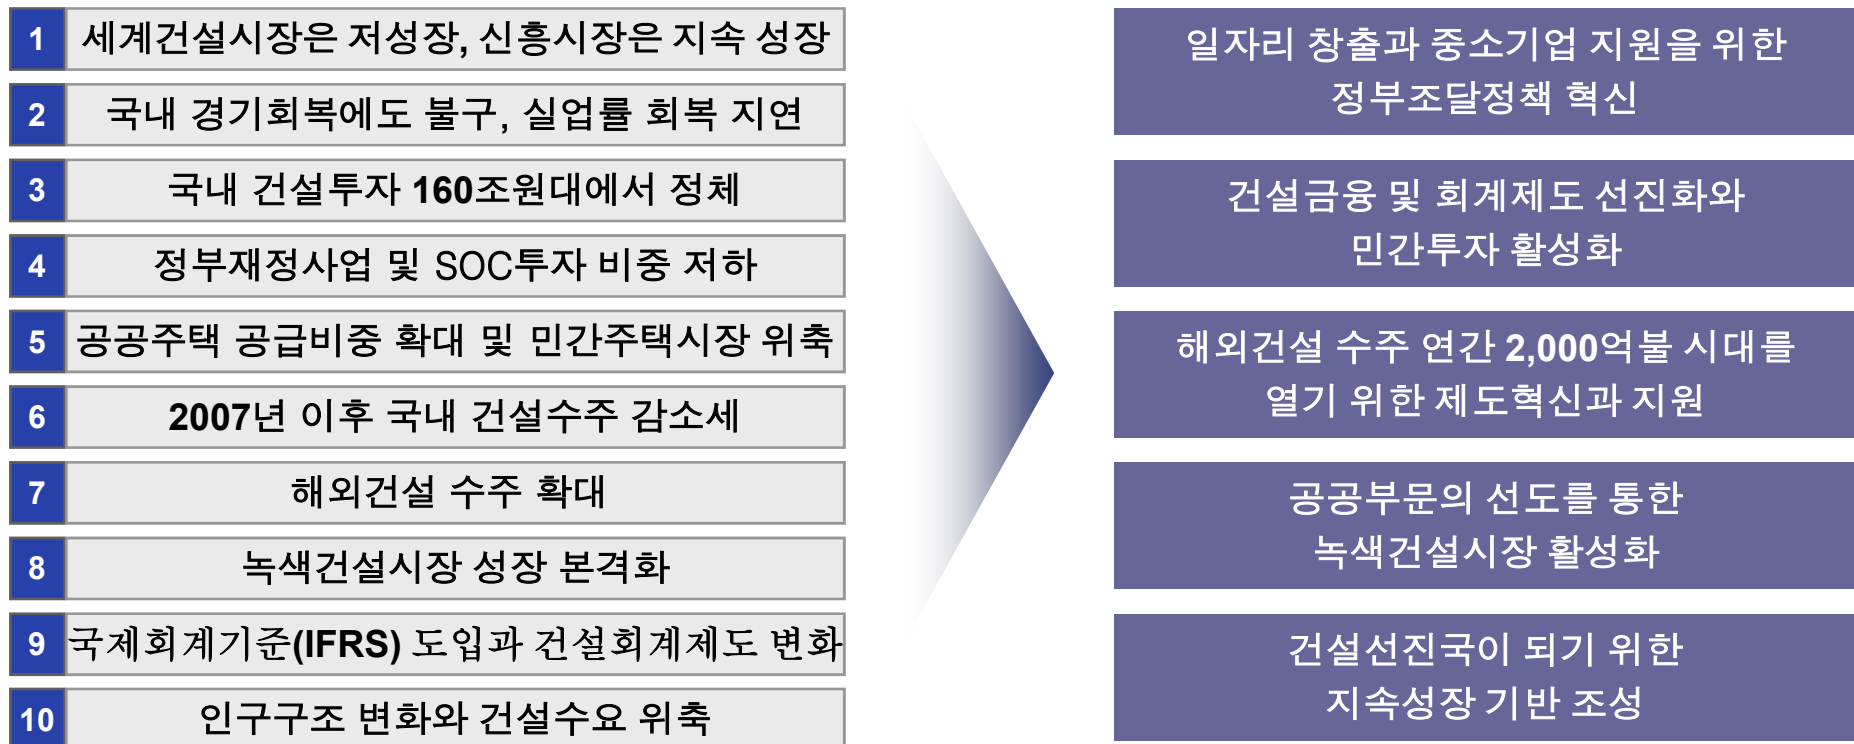 1 세계건설시장은 저성장, 신흥시장은 지속 성장
2 국내 경기회복에도 불구, 실업률 회복 지연
3 국내 건설투자 160조원대에서 정체
4 정부재정사업 및 SOC투자 비중 저하
5 공공주택 공급비중 확대 및 민간주택시장 위축
6 2007년 이후 국내 건설수주 감소세
7 해외건설 수주 확대
8 녹색건설시장 성장 본격화
9 국제회계기준(IFRS) 도입과 건설회계제도 변화
10 인구구조 변화와 건설수요 위축
일자리 창출과 중소기업 지원을 위한
정부조달정책 혁신
건설금융 및 회계제도 선진화와
민간투자 활성화
해외건설 수주 연간 2,000억불 시대를
열기 위한 제도혁신과 지원
공공부문의 선도를 통한
녹색건설시장 활성화
건설선진국이 되기 위한
지속성장 기반 조성